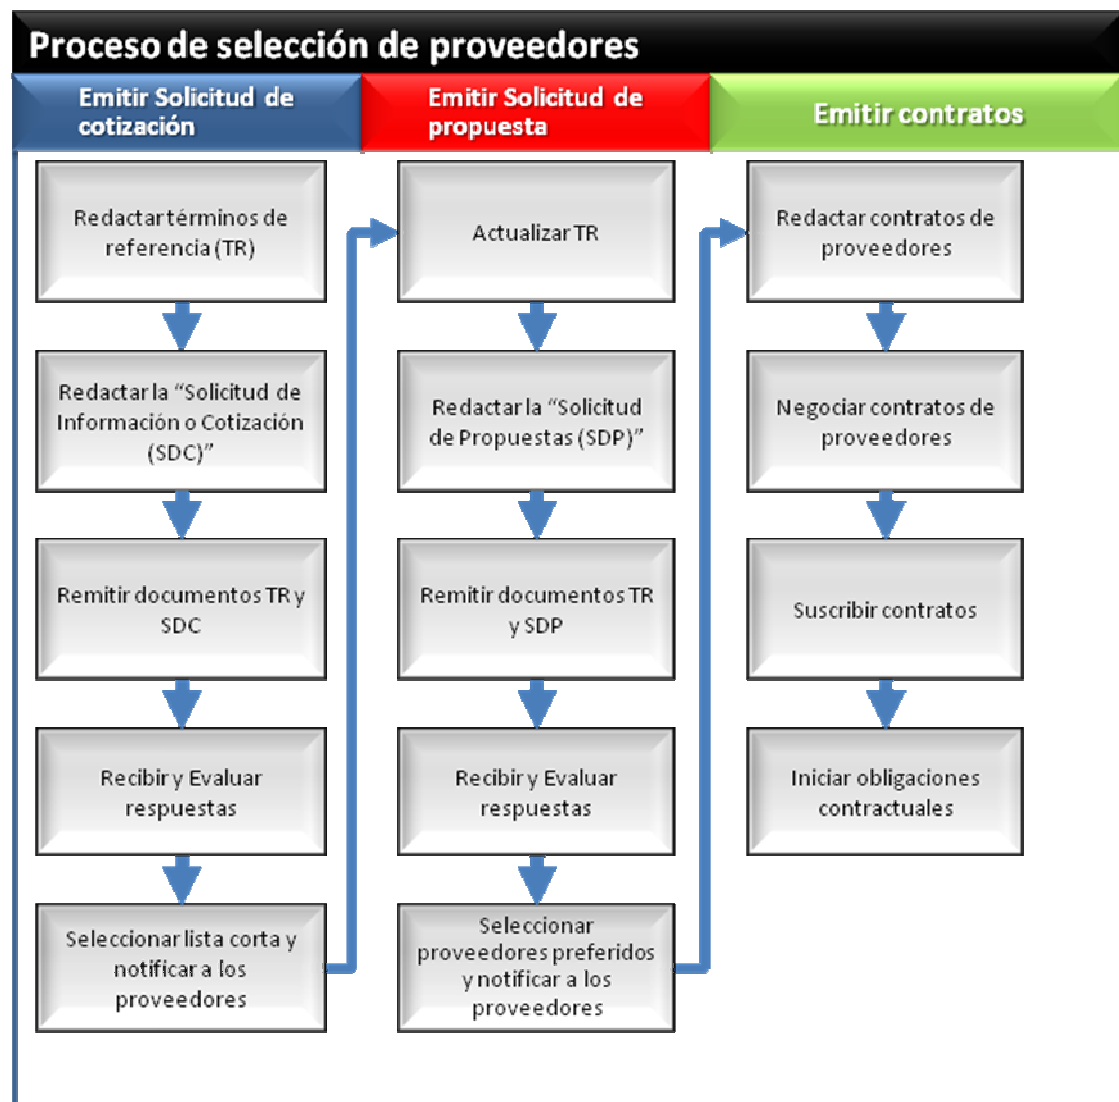 Proceso de selección de proveedores
Emitir Solicitud de
cotización
Emitir Solicitud de
propuesta
Emitir contratos
Redactar términos de
referencia (TR)
Redactar la “Solicitud de
Información o Cotización
(SDC)”
Remitir documentos TR y
SDC
Recibir y Evaluar
respuestas
Seleccionar lista corta y
notificar a los
proveedores
Actualizar TR
Redactar la “Solicitud
de Propuestas (SDP)”
Remitir documentos TR
y SDP
Recibir y Evaluar
respuestas
Seleccionar
proveedores preferidos
y notificar a los
proveedores
Redactar contratos de
proveedores
Negociar contratos de
proveedores
Suscribir contratos
Iniciar obligaciones
contractuales